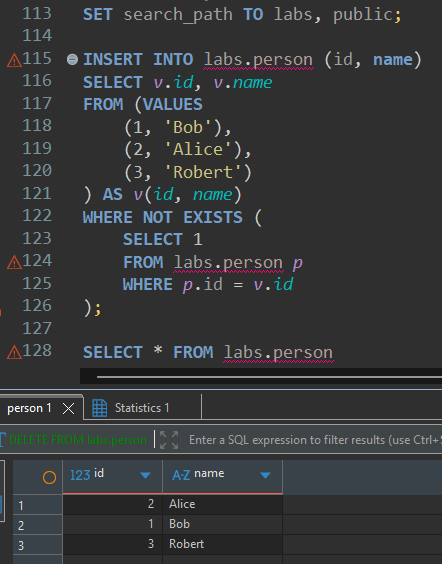 113 SET search_path TO labs, public;
114
115 INSERT INTO labs.person (id, name)
116 SELECT v.id, v.name
117 FROM (VALUES
118 (1, 'Bob'),
119 (2, 'Alice'),
120 (3, 'Robert')
121 ) AS v(id, name)
122 WHERE NOT EXISTS (
123 SELECT 1
124 FROM labs.person p
125 WHERE p.id = v.id
126 );
127
128 SELECT * FROM labs.person
person 1 Statistics 1
DELETE FROM labs.person Enter a SQL expression to filter results (use Ctrl+
123 id A-Z name
1 2 Alice
2 1 Bob
3 3 Robert